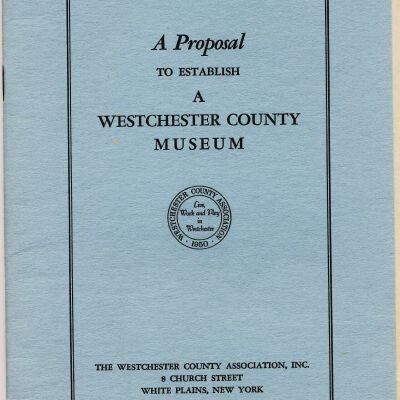 A Proposal
TO ESTABLISH
A
WESTCHESTER COUNTY
MUSEUM
WESTCHESTER COUNTY ASSOCIATION
· 1950 ·
Live,
Work and Play
in
Westchester
THE WESTCHESTER COUNTY ASSOCIATION, INC.
8 CHURCH STREET
WHITE PLAINS, NEW YORK